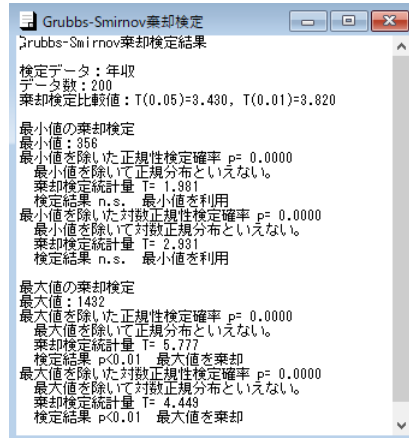 Grubbs-Smirnov棄却検定
Grubbs-Smirnov棄却検定結果
検定データ：年収
データ数：200
棄却検定比較値：T(0.05)=3.430, T(0.01)=3.820
最小値の棄却検定
最小値：356
最小値を除いた正規性検定確率 p= 0.0000
最小値を除いて正規分布といえない。
棄却検定統計量 T= 1.981
検定結果 n.s. 最小値を利用
最小値を除いた対数正規性検定確率 p= 0.0000
最小値を除いて対数正規分布といえない。
棄却検定統計量 T= 2.931
検定結果 n.s. 最小値を利用
最大値の棄却検定
最大値：1432
最大値を除いた正規性検定確率 p= 0.0000
最大値を除いて正規分布といえない。
棄却検定統計量 T= 5.777
検定結果 p<0.01 最大値を棄却
最大値を除いた対数正規性検定確率 p= 0.0000
最大値を除いて対数正規分布といえない。
棄却検定統計量 T= 4.449
検定結果 p<0.01 最大値を棄却